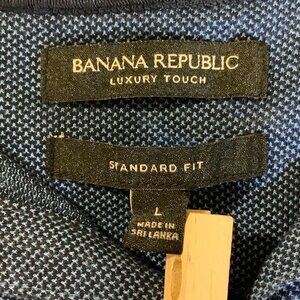 BANANA REPUBLIC
LUXURY TOUCH
STANDARD FIT
L
MADE IN
SRI LANKA